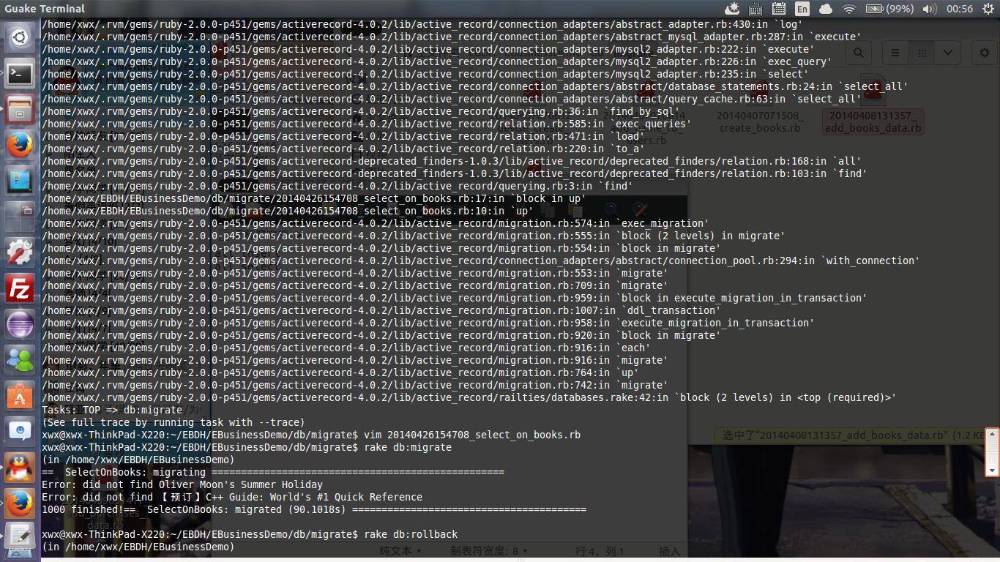 Guake Terminal
En
(99%)
00:56
/home/xwx/.rvm/gems/ruby-2.0.0-p451/gems/activerecord-4.0.2/lib/active_record/connection_adapters/abstract_adapter.rb:430:in `log'
/home/xwx/.rvm/gems/ruby-2.0.0-p451/gems/activerecord-4.0.2/lib/active_record/connection_adapters/abstract_mysql_adapter.rb:287:in `execute'
/home/xwx/.rvm/gems/ruby-2.0.0-p451/gems/activerecord-4.0.2/lib/active_record/connection_adapters/mysql2_adapter.rb:222:in `execute'
/home/xwx/.rvm/gems/ruby-2.0.0-p451/gems/activerecord-4.0.2/lib/active_record/connection_adapters/mysql2_adapter.rb:226:in `exec_query'
/home/xwx/.rvm/gems/ruby-2.0.0-p451/gems/activerecord-4.0.2/lib/active_record/connection_adapters/mysql2_adapter.rb:235:in `select'
/home/xwx/.rvm/gems/ruby-2.0.0-p451/gems/activerecord-4.0.2/lib/active_record/connection_adapters/abstract/database_statements.rb:24:in `select_all'
/home/xwx/.rvm/gems/ruby-2.0.0-p451/gems/activerecord-4.0.2/lib/active_record/connection_adapters/abstract/query_cache.rb:63:in `select_all'
/home/xwx/.rvm/gems/ruby-2.0.0-p451/gems/activerecord-4.0.2/lib/active_record/querying.rb:36:in `find_by_sql'
/home/xwx/.rvm/gems/ruby-2.0.0-p451/gems/activerecord-4.0.2/lib/active_record/relation.rb:585:in `exec_queries'
/home/xwx/.rvm/gems/ruby-2.0.0-p451/gems/activerecord-4.0.2/lib/active_record/relation.rb:471:in `load'
/home/xwx/.rvm/gems/ruby-2.0.0-p451/gems/activerecord-4.0.2/lib/active_record/relation.rb:220:in `to_a'
/home/xwx/.rvm/gems/ruby-2.0.0-p451/gems/activerecord-deprecated_finders-1.0.3/lib/active_record/deprecated_finders/relation.rb:168:in `all'
/home/xwx/.rvm/gems/ruby-2.0.0-p451/gems/activerecord-deprecated_finders-1.0.3/lib/active_record/deprecated_finders/relation.rb:103:in `find'
/home/xwx/.rvm/gems/ruby-2.0.0-p451/gems/activerecord-4.0.2/lib/active_record/querying.rb:3:in `find'
/home/xwx/EBDH/EBusinessDemo/db/migrate/20140426154708_select_on_books.rb:17:in `block in up'
/home/xwx/EBDH/EBusinessDemo/db/migrate/20140426154708_select_on_books.rb:10:in `up'
/home/xwx/.rvm/gems/ruby-2.0.0-p451/gems/activerecord-4.0.2/lib/active_record/migration.rb:574:in `exec_migration'
/home/xwx/.rvm/gems/ruby-2.0.0-p451/gems/activerecord-4.0.2/lib/active_record/migration.rb:555:in `block (2 levels) in migrate'
/home/xwx/.rvm/gems/ruby-2.0.0-p451/gems/activerecord-4.0.2/lib/active_record/migration.rb:554:in `block in migrate'
/home/xwx/.rvm/gems/ruby-2.0.0-p451/gems/activerecord-4.0.2/lib/active_record/connection_adapters/abstract/connection_pool.rb:294:in `with_connection'
/home/xwx/.rvm/gems/ruby-2.0.0-p451/gems/activerecord-4.0.2/lib/active_record/migration.rb:553:in `migrate'
/home/xwx/.rvm/gems/ruby-2.0.0-p451/gems/activerecord-4.0.2/lib/active_record/migration.rb:709:in `migrate'
/home/xwx/.rvm/gems/ruby-2.0.0-p451/gems/activerecord-4.0.2/lib/active_record/migration.rb:959:in `block in execute_migration_in_transaction'
/home/xwx/.rvm/gems/ruby-2.0.0-p451/gems/activerecord-4.0.2/lib/active_record/migration.rb:1007:in `ddl_transaction'
/home/xwx/.rvm/gems/ruby-2.0.0-p451/gems/activerecord-4.0.2/lib/active_record/migration.rb:958:in `execute_migration_in_transaction'
/home/xwx/.rvm/gems/ruby-2.0.0-p451/gems/activerecord-4.0.2/lib/active_record/migration.rb:920:in `block in migrate'
/home/xwx/.rvm/gems/ruby-2.0.0-p451/gems/activerecord-4.0.2/lib/active_record/migration.rb:916:in `each'
/home/xwx/.rvm/gems/ruby-2.0.0-p451/gems/activerecord-4.0.2/lib/active_record/migration.rb:916:in `migrate'
/home/xwx/.rvm/gems/ruby-2.0.0-p451/gems/activerecord-4.0.2/lib/active_record/migration.rb:764:in `up'
/home/xwx/.rvm/gems/ruby-2.0.0-p451/gems/activerecord-4.0.2/lib/active_record/migration.rb:742:in `migrate'
/home/xwx/.rvm/gems/ruby-2.0.0-p451/gems/activerecord-4.0.2/lib/active_record/railties/databases.rake:42:in `block (2 levels) in <top (required)>'
Tasks: TOP => db:migrate
(See full trace by running task with --trace)
xwx@xwx-ThinkPad-X220:~/EBDH/EBusinessDemo/db/migrate$ vim 20140426154708_select_on_books.rb
xwx@xwx-ThinkPad-X220:~/EBDH/EBusinessDemo/db/migrate$ rake db:migrate
(in /home/xwx/EBDH/EBusinessDemo)
==  SelectOnBooks: migrating ==================================================
Error: did not find Oliver Moon's Summer Holiday
Error: did not find 【预订】C++ Guide: World's #1 Quick Reference
1000 finished!==  SelectOnBooks: migrated (90.1018s) ========================================
xwx@xwx-ThinkPad-X220:~/EBDH/EBusinessDemo/db/migrate$ rake db:rollback
(in /home/xwx/EBDH/EBusinessDemo)
20140407071508_
create_books.rb
20140408131357_
add_books_data.rb
选中了"20140408131357_add_books_data.rb" (1.2 KB
纯文本
制表符宽度: 8
行 4，列 1
插入